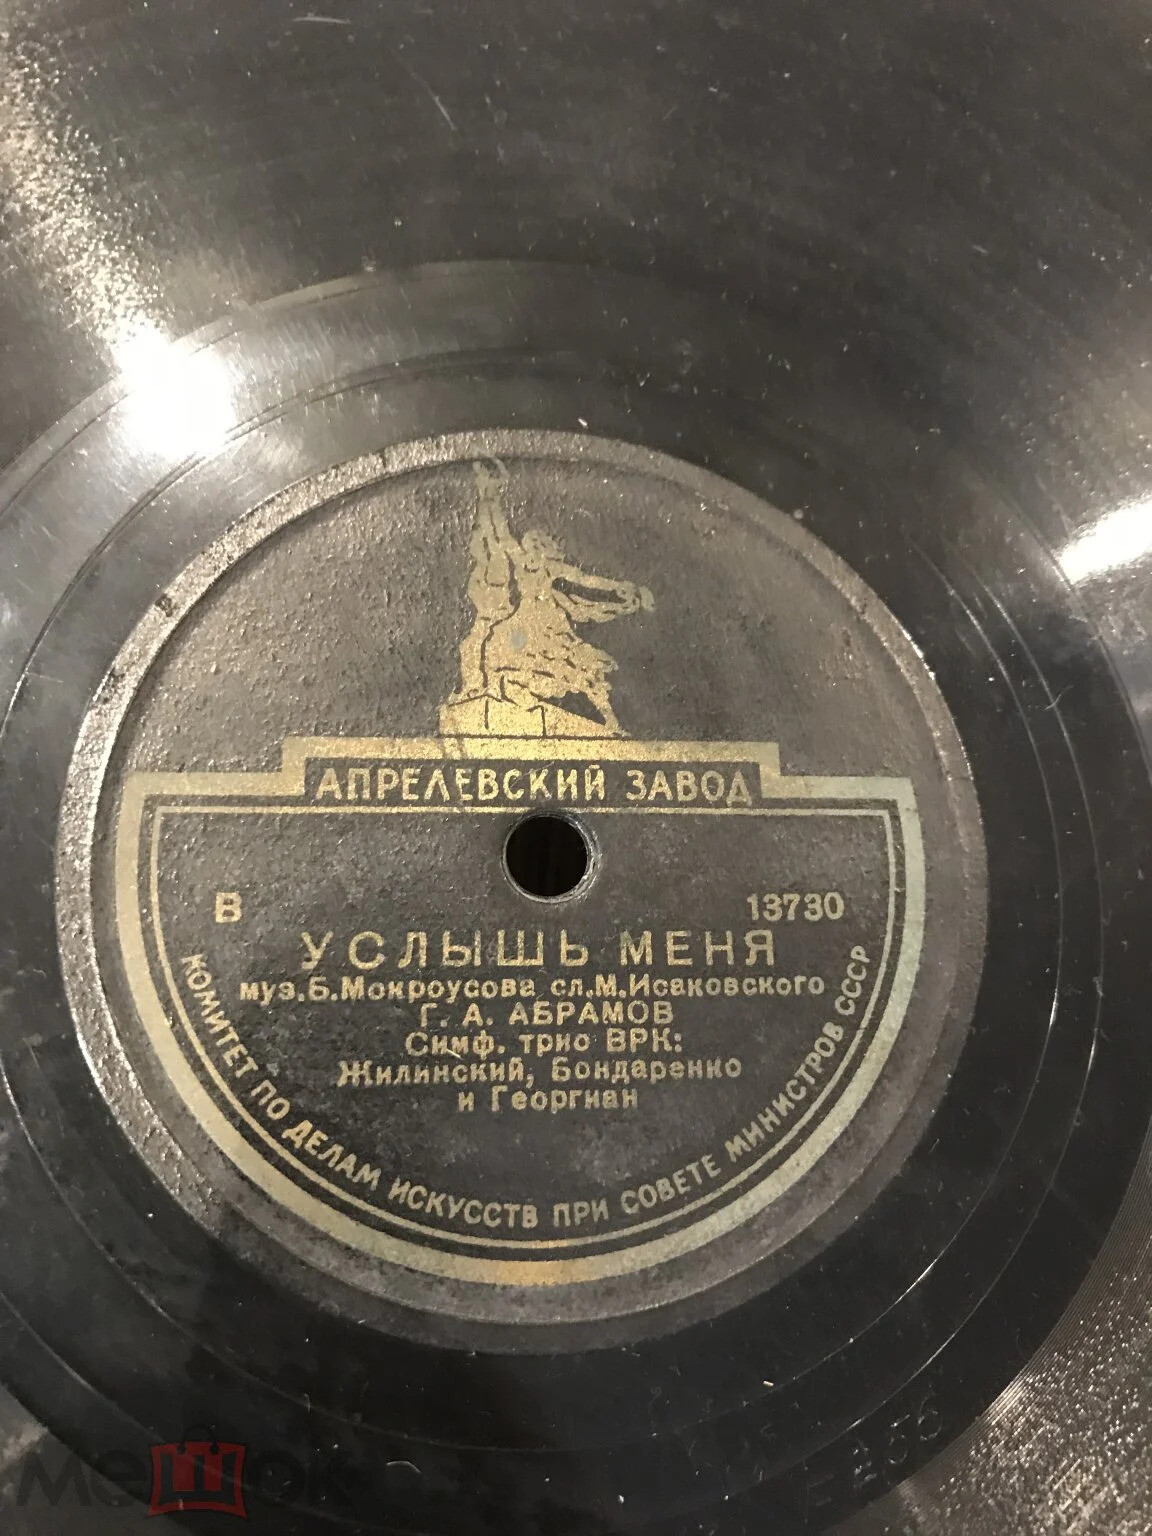 АПРЕЛЕВСКИЙ ЗАВОД
В 13730
УСЛЫШЬ МЕНЯ
муз.Б.Мокроусова сл.М.Исаковского
Г. А. АБРАМОВ
Симф. трио ВРК:
Жилинский, Бондаренко
и Георгиан
КОМИТЕТ ПО ДЕЛАМ ИСКУССТВ ПРИ СОВЕТЕ МИНИСТРОВ СССР
мешок